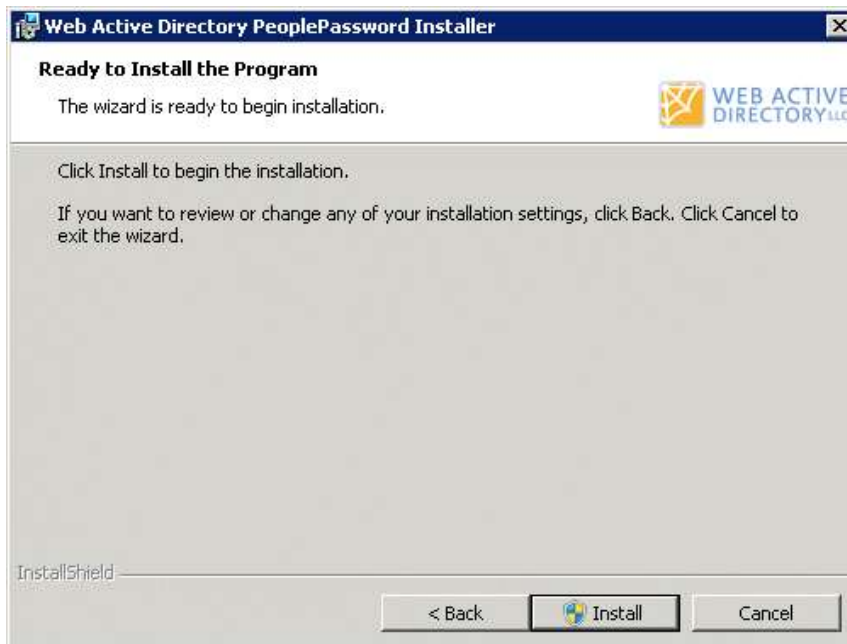 Web Active Directory PeoplePassword Installer
Ready to Install the Program
The wizard is ready to begin installation.
WEB ACTIVE
DIRECTORY LLC
Click Install to begin the installation.
If you want to review or change any of your installation settings, click Back. Click Cancel to
exit the wizard.
InstallShield
< Back
Install
Cancel